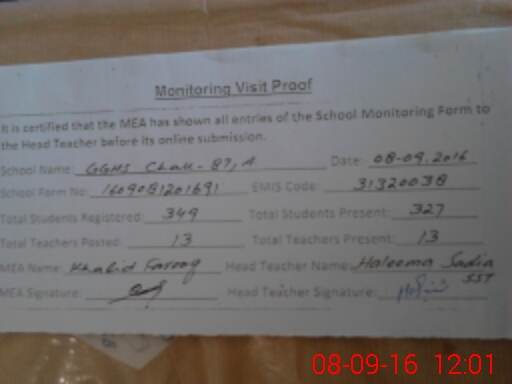 Monitoring Visit Proof
It is certified that the MEA has shown all entries of the School Monitoring Form to
the Head Teacher before its online submission.
School Name: GGHS Chak-87/A Date: 08-09.2016
School Form No: 1609081201691 EMIS Code: 31320038
Total Students Registered: 349 Total Students Present: 327
Total Teachers Posted: 13 Total Teachers Present: 13
MEA Name: Khalid Farooq Head Teacher Name: Haleema Sadia
SST
MEA Signature: Head Teacher Signature:
08-09-16 12:01